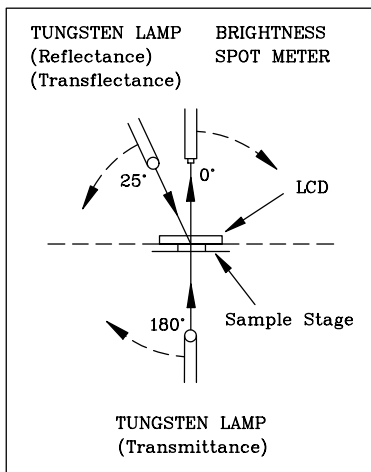 TUNGSTEN LAMP
(Reflectance)
(Transflectance)
BRIGHTNESS
SPOT METER
25°
0°
LCD
180°
Sample Stage
TUNGSTEN LAMP
(Transmittance)